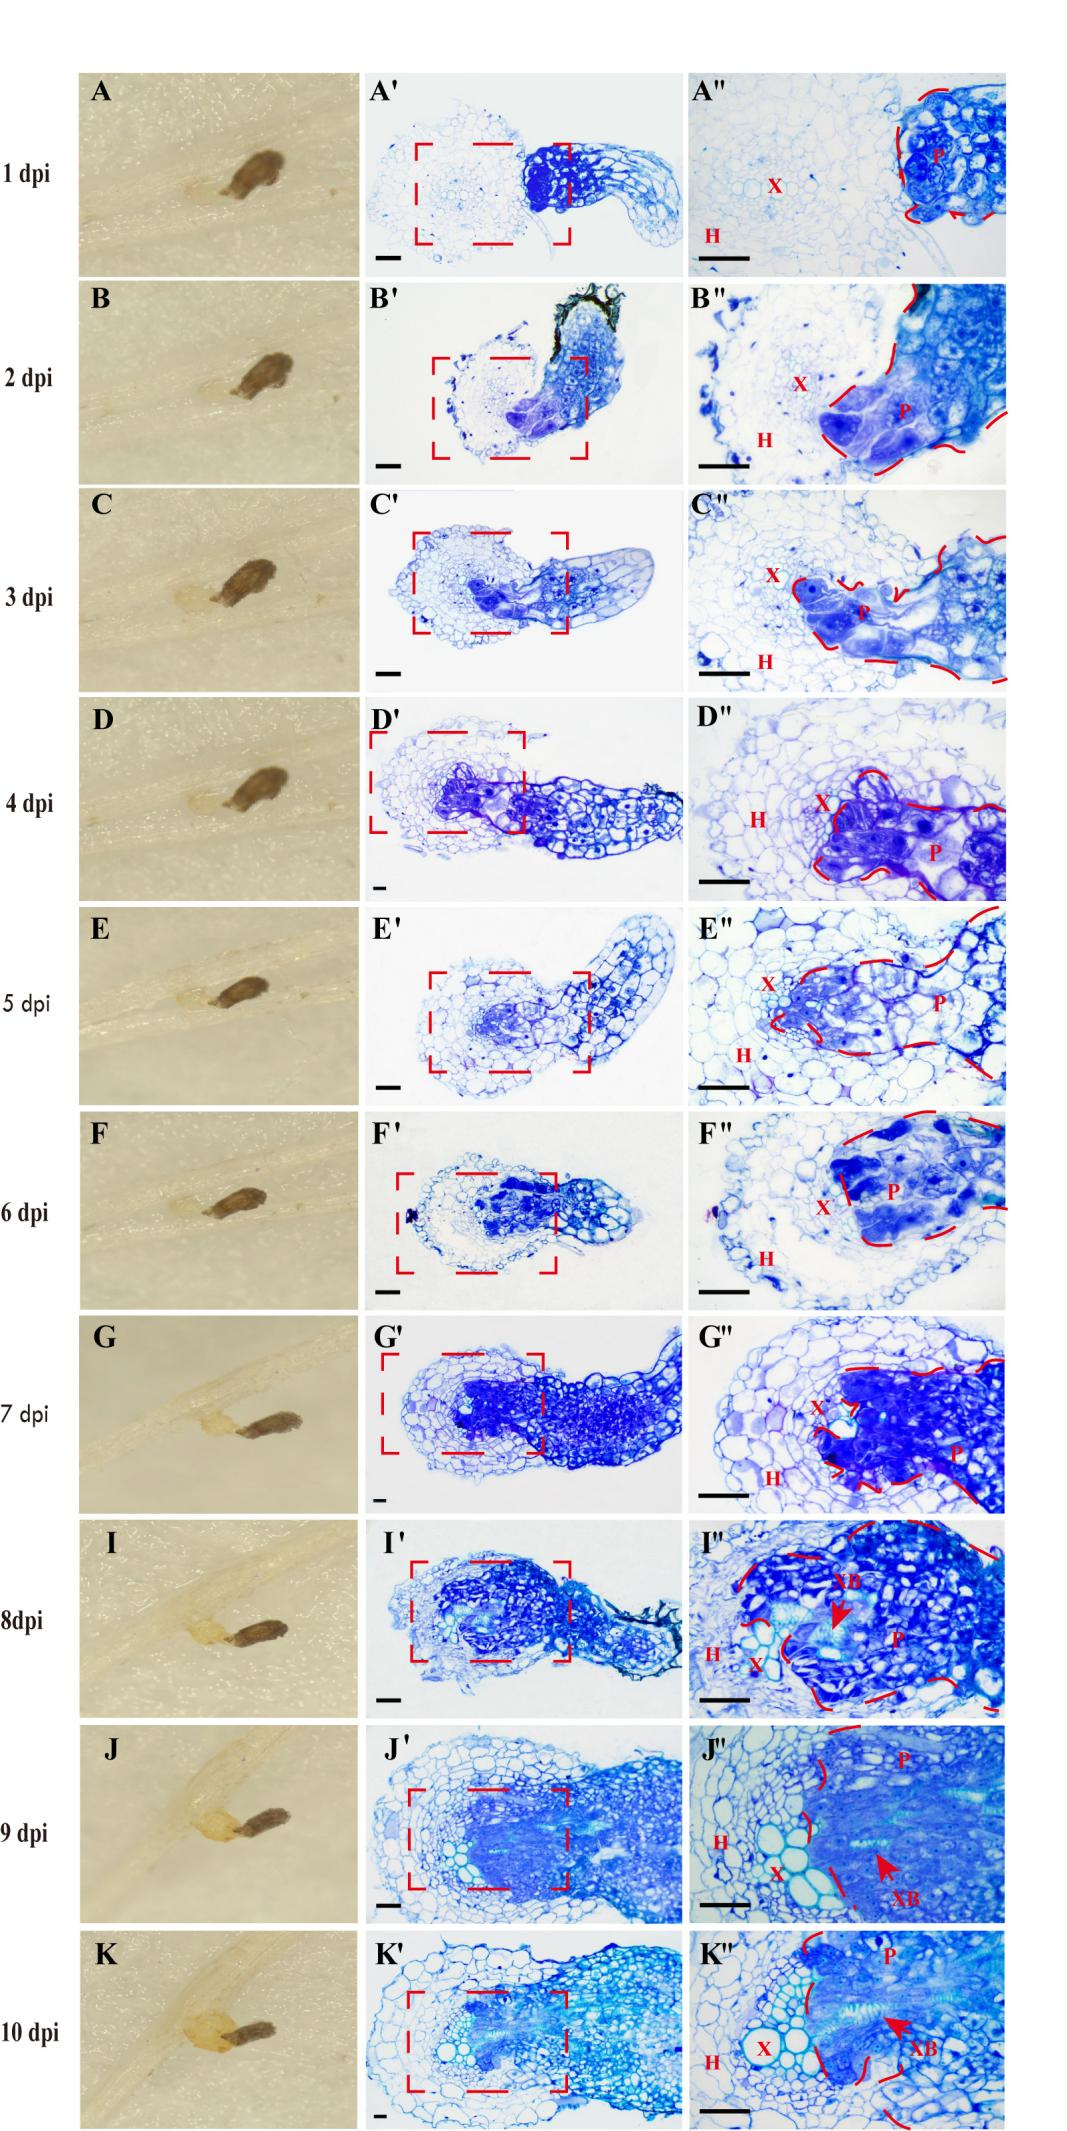 A A' A"
1 dpi
P
X
H
B B' B"
2 dpi
X
P
H
C C' C"
3 dpi
X
P
H
D D' D"
4 dpi
X
H
P
E E' E"
5 dpi
X
P
H
F F' F"
6 dpi
P
X
H
G G' G"
7 dpi
X
P
H
I I' I"
8dpi
XB
P
H
X
J J' J"
9 dpi
P
H
X
XB
K K' K"
10 dpi
P
XB
X
H